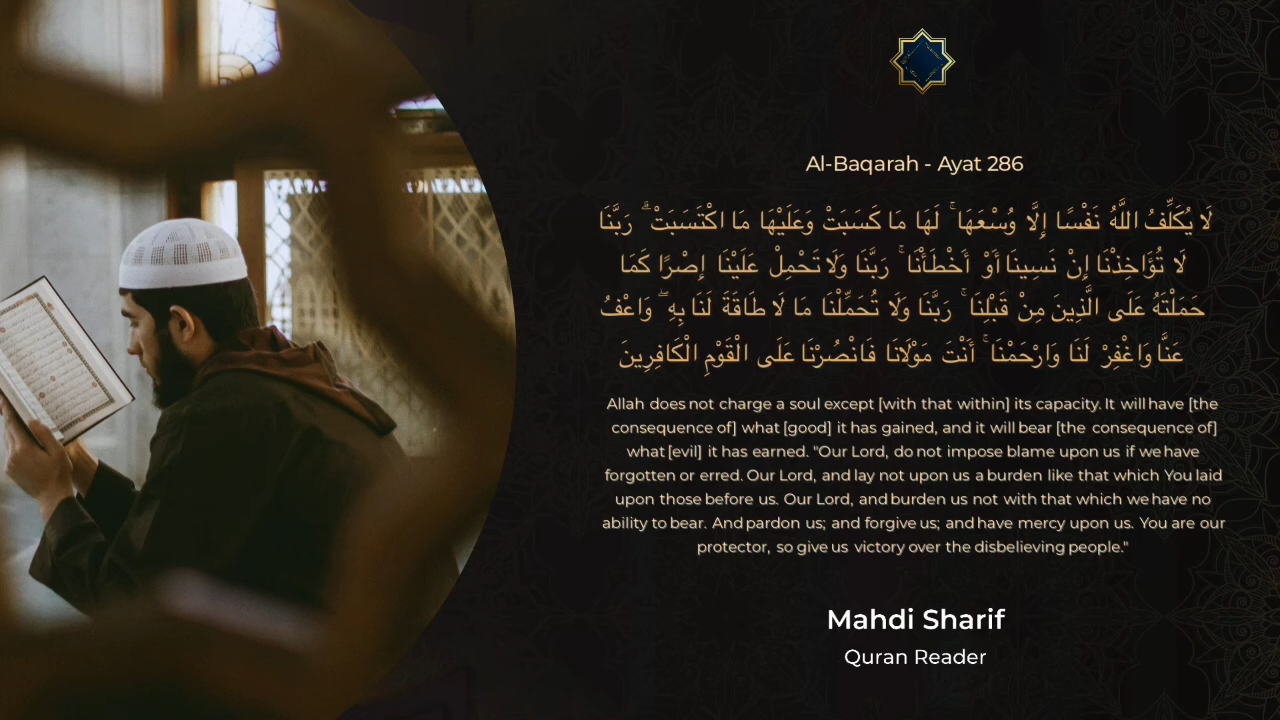 Al-Baqarah - Ayat 286
لَا يُكَلِّفُ اللَّهُ نَفْسًا إِلَّا وُسْعَهَا ۚ لَهَا مَا كَسَبَتْ وَعَلَيْهَا مَا اكْتَسَبَتْ ۗ رَبَّنَا
لَا تُؤَاخِذْنَا إِنْ نَسِينَا أَوْ أَخْطَأْنَا ۚ رَبَّنَا وَلَا تَحْمِلْ عَلَيْنَا إِصْرًا كَمَا
حَمَلْتَهُ عَلَى الَّذِينَ مِنْ قَبْلِنَا ۚ رَبَّنَا وَلَا تُحَمِّلْنَا مَا لَا طَاقَةَ لَنَا بِهِ ۖ وَاعْفُ
عَنَّا وَاغْفِرْ لَنَا وَارْحَمْنَا ۚ أَنْتَ مَوْلَانَا فَانْصُرْنَا عَلَى الْقَوْمِ الْكَافِرِينَ
Allah does not charge a soul except [with that within] its capacity. It will have [the
consequence of] what [good] it has gained, and it will bear [the consequence of]
what [evil] it has earned. "Our Lord, do not impose blame upon us if we have
forgotten or erred. Our Lord, and lay not upon us a burden like that which You laid
upon those before us. Our Lord, and burden us not with that which we have no
ability to bear. And pardon us; and forgive us; and have mercy upon us. You are our
protector, so give us victory over the disbelieving people."
Mahdi Sharif
Quran Reader